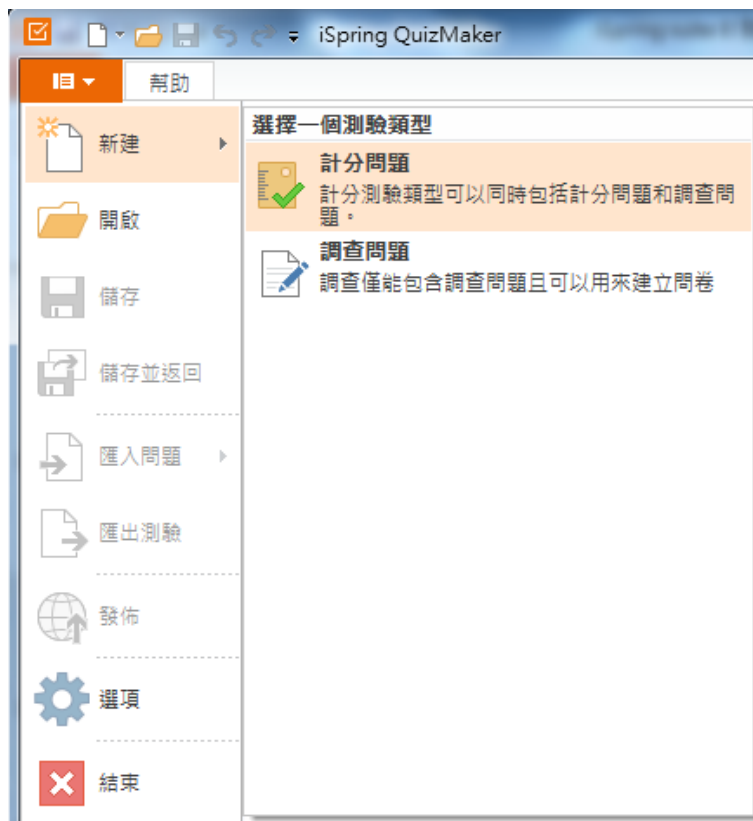 iSpring QuizMaker
幫助
新建
開啟
儲存
儲存並返回
匯入問題
匯出測驗
發佈
選項
結束
選擇一個測驗類型
計分問題
計分測驗類型可以同時包括計分問題和調查問
題。
調查問題
調查僅能包含調查問題且可以用來建立問卷